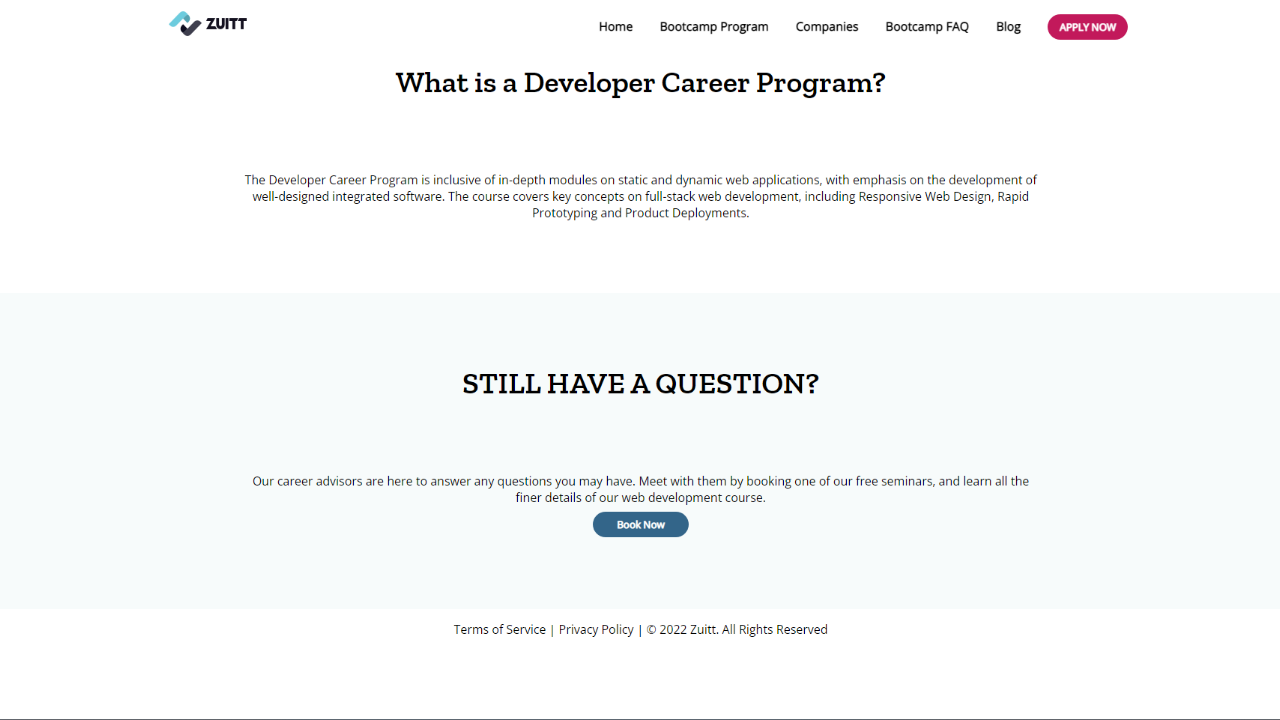 ZUITT
Home Bootcamp Program Companies Bootcamp FAQ Blog APPLY NOW
What is a Developer Career Program?
The Developer Career Program is inclusive of in-depth modules on static and dynamic web applications, with emphasis on the development of
well-designed integrated software. The course covers key concepts on full-stack web development, including Responsive Web Design, Rapid
Prototyping and Product Deployments.
STILL HAVE A QUESTION?
Our career advisors are here to answer any questions you may have. Meet with them by booking one of our free seminars, and learn all the
finer details of our web development course.
Book Now
Terms of Service | Privacy Policy | © 2022 Zuitt. All Rights Reserved